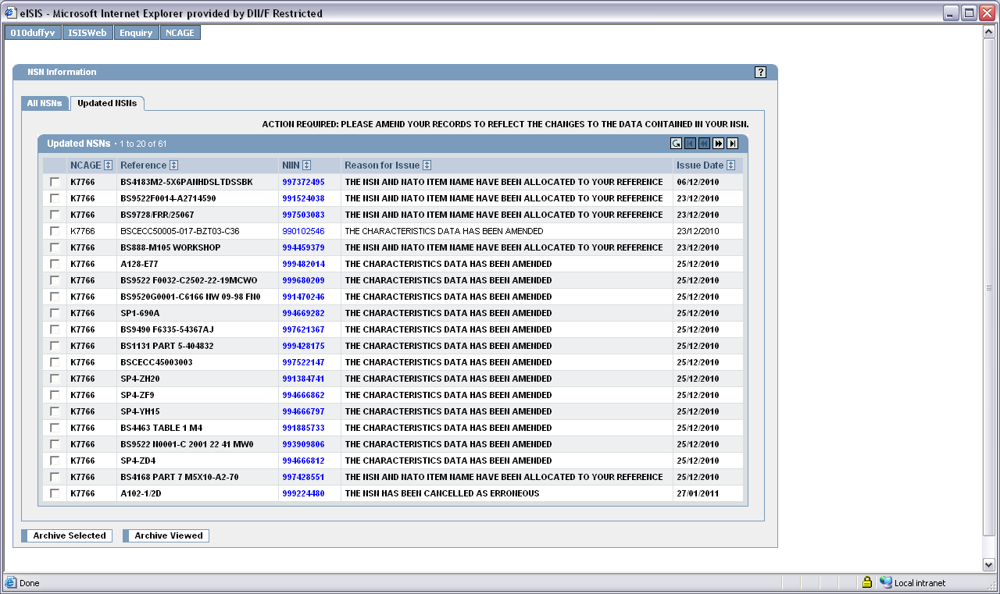 eISIS - Microsoft Internet Explorer provided by DII/F Restricted
010duffyv ISISWeb Enquiry NCAGE
NSN Information ?
All NSNs Updated NSNs
ACTION REQUIRED: PLEASE AMEND YOUR RECORDS TO REFLECT THE CHANGES TO THE DATA CONTAINED IN YOUR NSN.
Updated NSNs · 1 to 20 of 61
NCAGE Reference NIIN Reason for Issue Issue Date
K7766 BS4183M2-5X6PANHDSLTDSSBK 997372495 THE NSN AND NATO ITEM NAME HAVE BEEN ALLOCATED TO YOUR REFERENCE 06/12/2010
K7766 BS9522F0014-A2714590 991524038 THE NSN AND NATO ITEM NAME HAVE BEEN ALLOCATED TO YOUR REFERENCE 23/12/2010
K7766 BS9728/FRR/25067 997503083 THE NSN AND NATO ITEM NAME HAVE BEEN ALLOCATED TO YOUR REFERENCE 23/12/2010
K7766 BSCECC50005-017-BZT03-C36 990102546 THE CHARACTERISTICS DATA HAS BEEN AMENDED 23/12/2010
K7766 BS888-M105 WORKSHOP 994459379 THE NSN AND NATO ITEM NAME HAVE BEEN ALLOCATED TO YOUR REFERENCE 23/12/2010
K7766 A128-E77 999482014 THE CHARACTERISTICS DATA HAS BEEN AMENDED 25/12/2010
K7766 BS9522 F0032-C2502-22-19MCWO 999680209 THE CHARACTERISTICS DATA HAS BEEN AMENDED 25/12/2010
K7766 BS9520G0001-C6166 NW 09-98 FN0 991470246 THE CHARACTERISTICS DATA HAS BEEN AMENDED 25/12/2010
K7766 SP1-690A 994669282 THE CHARACTERISTICS DATA HAS BEEN AMENDED 25/12/2010
K7766 BS9490 F6335-54367AJ 997621367 THE CHARACTERISTICS DATA HAS BEEN AMENDED 25/12/2010
K7766 BS1131 PART 5-404832 999428175 THE CHARACTERISTICS DATA HAS BEEN AMENDED 25/12/2010
K7766 BSCECC45003003 997522147 THE CHARACTERISTICS DATA HAS BEEN AMENDED 25/12/2010
K7766 SP4-ZH20 991384741 THE CHARACTERISTICS DATA HAS BEEN AMENDED 25/12/2010
K7766 SP4-ZF9 994666862 THE CHARACTERISTICS DATA HAS BEEN AMENDED 25/12/2010
K7766 SP4-YH15 994666797 THE CHARACTERISTICS DATA HAS BEEN AMENDED 25/12/2010
K7766 BS4463 TABLE 1 M4 991885733 THE CHARACTERISTICS DATA HAS BEEN AMENDED 25/12/2010
K7766 BS9522 N0001-C 2001 22 41 MW0 993909806 THE CHARACTERISTICS DATA HAS BEEN AMENDED 25/12/2010
K7766 SP4-ZD4 994666812 THE CHARACTERISTICS DATA HAS BEEN AMENDED 25/12/2010
K7766 BS4168 PART 7 M5X10-A2-70 997428551 THE NSN AND NATO ITEM NAME HAVE BEEN ALLOCATED TO YOUR REFERENCE 25/12/2010
K7766 A102-1/2D 999224480 THE NSN HAS BEEN CANCELLED AS ERRONEOUS 27/01/2011
Archive Selected Archive Viewed
Done Local intranet